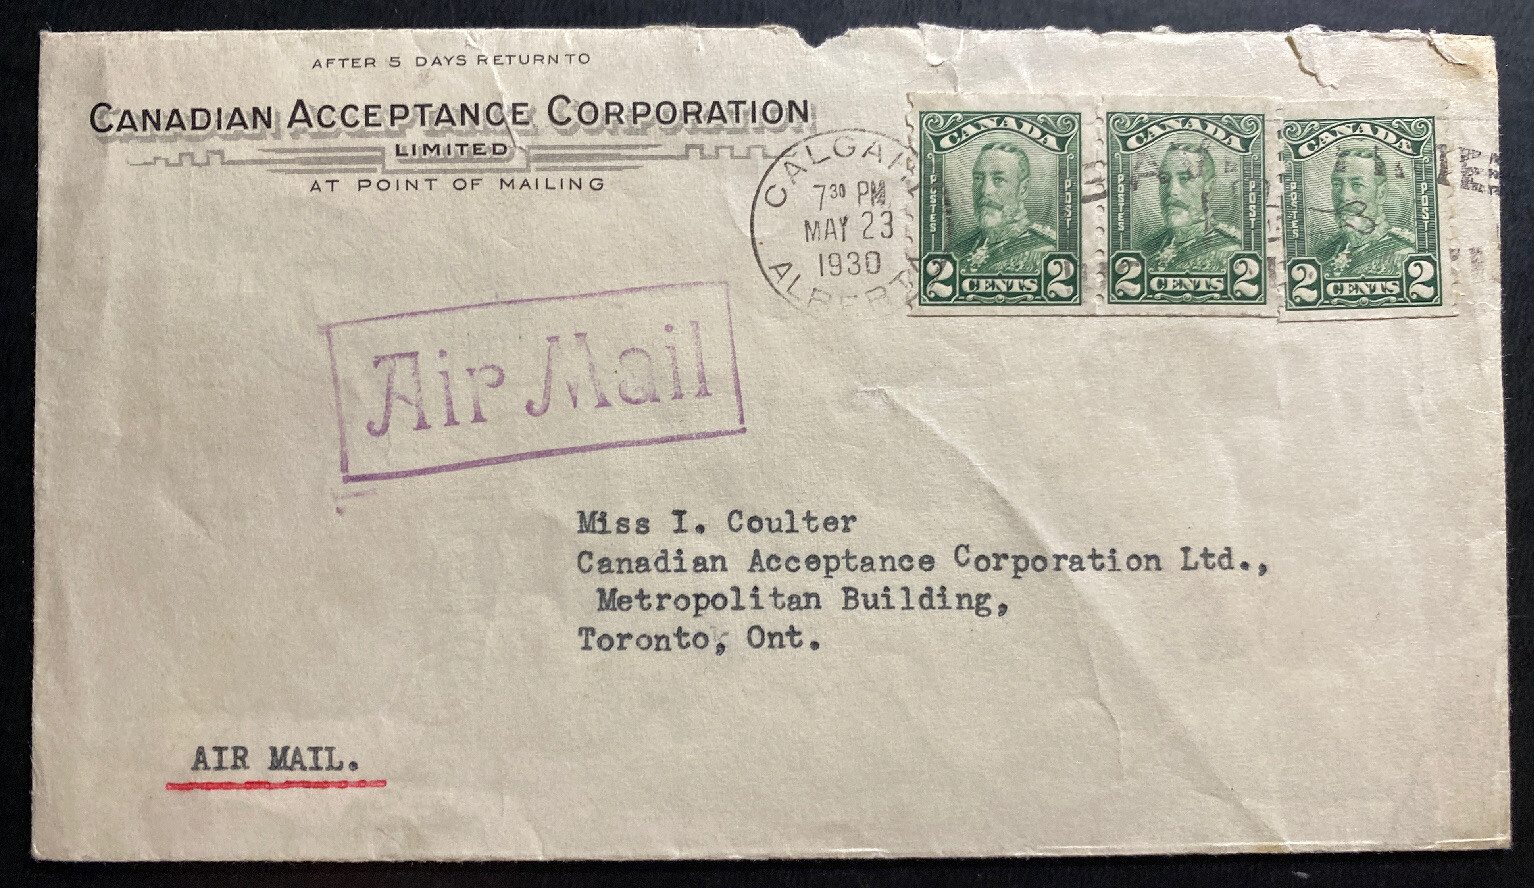 AFTER 5 DAYS RETURN TO
CANADIAN ACCEPTANCE CORPORATION
LIMITED
AT POINT OF MAILING
CALGARY
7 30 PM
MAY 23
1930
ALBERTA
CANADA
POSTES
POST
2 CENTS 2
CANADA
POSTES
POST
2 CENTS 2
CANADA
POSTES
POST
2 CENTS 2
Air Mail
Miss I. Coulter
Canadian Acceptance Corporation Ltd.,
Metropolitan Building,
Toronto, Ont.
AIR MAIL.